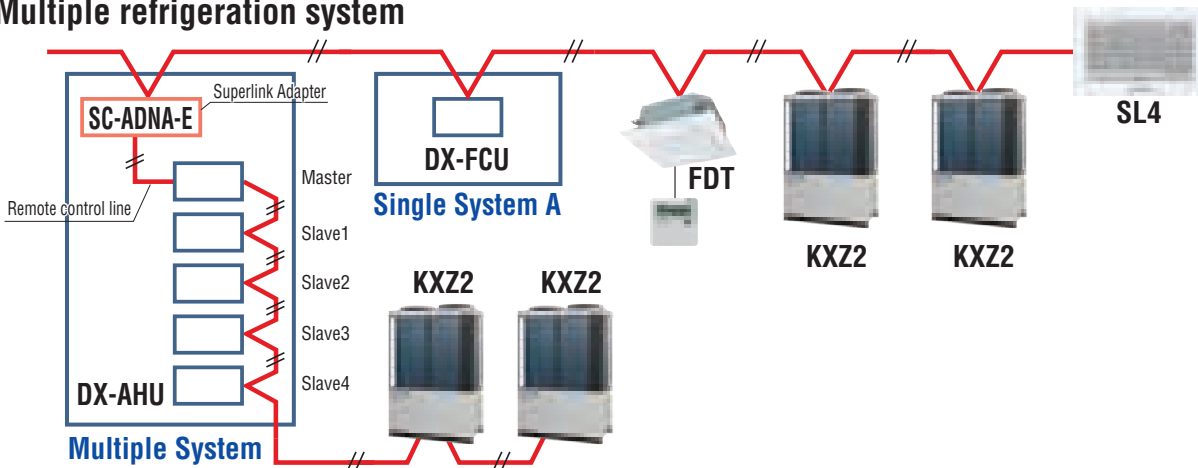 Multiple refrigeration system
Superlink Adapter
SC-ADNA-E
SL4
DX-FCU
FDT
Master
Remote control line
Single System A
Slave1
KXZ2
KXZ2
Slave2
KXZ2
KXZ2
Slave3
Slave4
DX-AHU
Multiple System